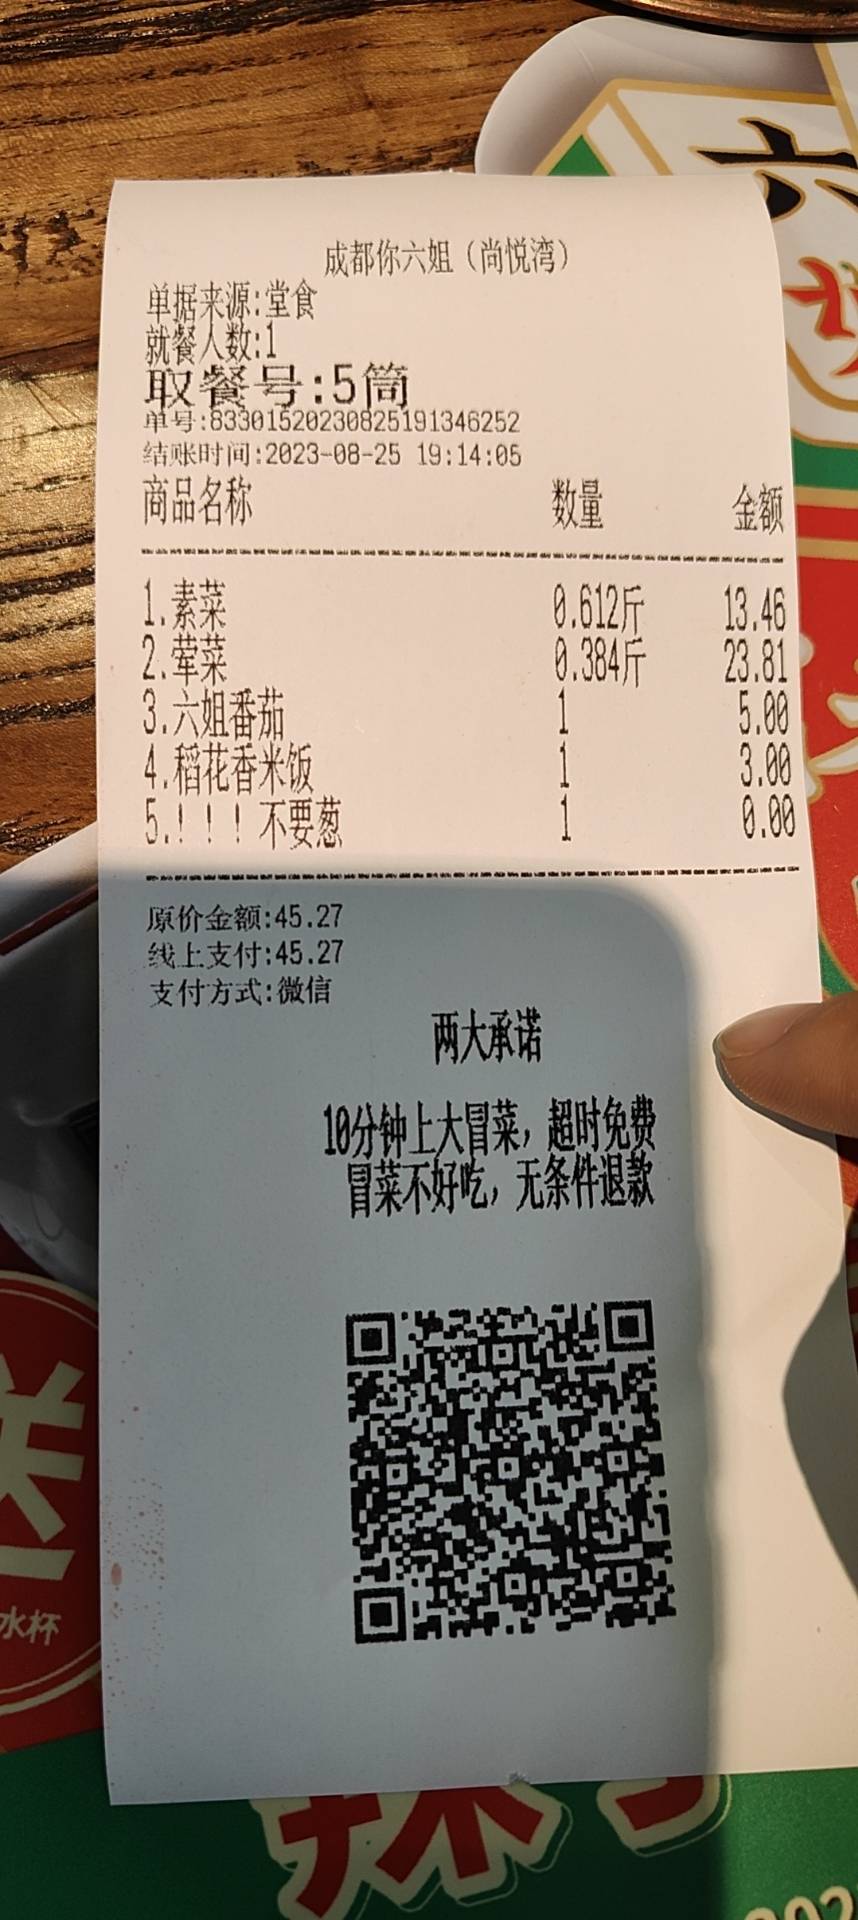 成都你六姐（尚悦湾）
单据来源:堂食
就餐人数:1
取餐号:5筒
单号:833015202308251913462​52
结账时间:2023-08-25 19:14:05
商品名称 数量 金额
1.素菜 0.612斤 13.46
2.荤菜 0.384斤 23.81
3.六姐番茄 1 5.00
4.稻花香米饭 1 3.00
5.！！！不要葱 1 0.00
原价金额:45.27
线上支付:45.27
支付方式:微信
两大承诺
10分钟上大冒菜，超时免费
冒菜不好吃，无条件退款
六
送
水杯
辣